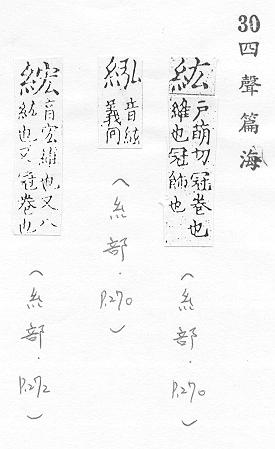 30四聲篇海
紘
戶萌切冠卷也
維也冠飾也
(糸部.P.270)
紭
音紘
義同
(糸部.P.270)
音宏維也又八
紘也又冠卷也
(糸部.P.272)